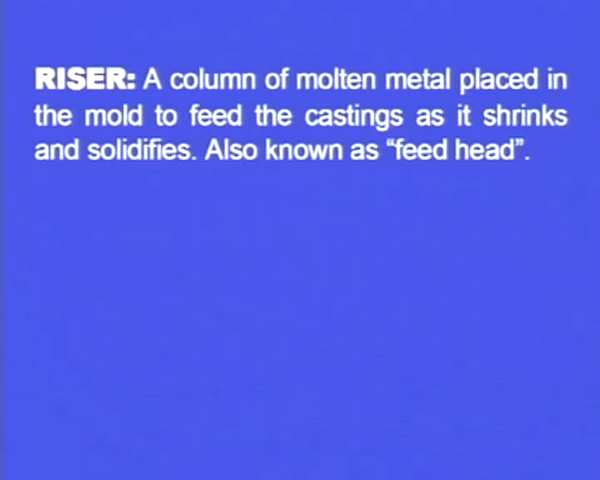 RISER: A column of molten metal placed in
the mold to feed the castings as it shrinks
and solidifies. Also known as “feed head”.